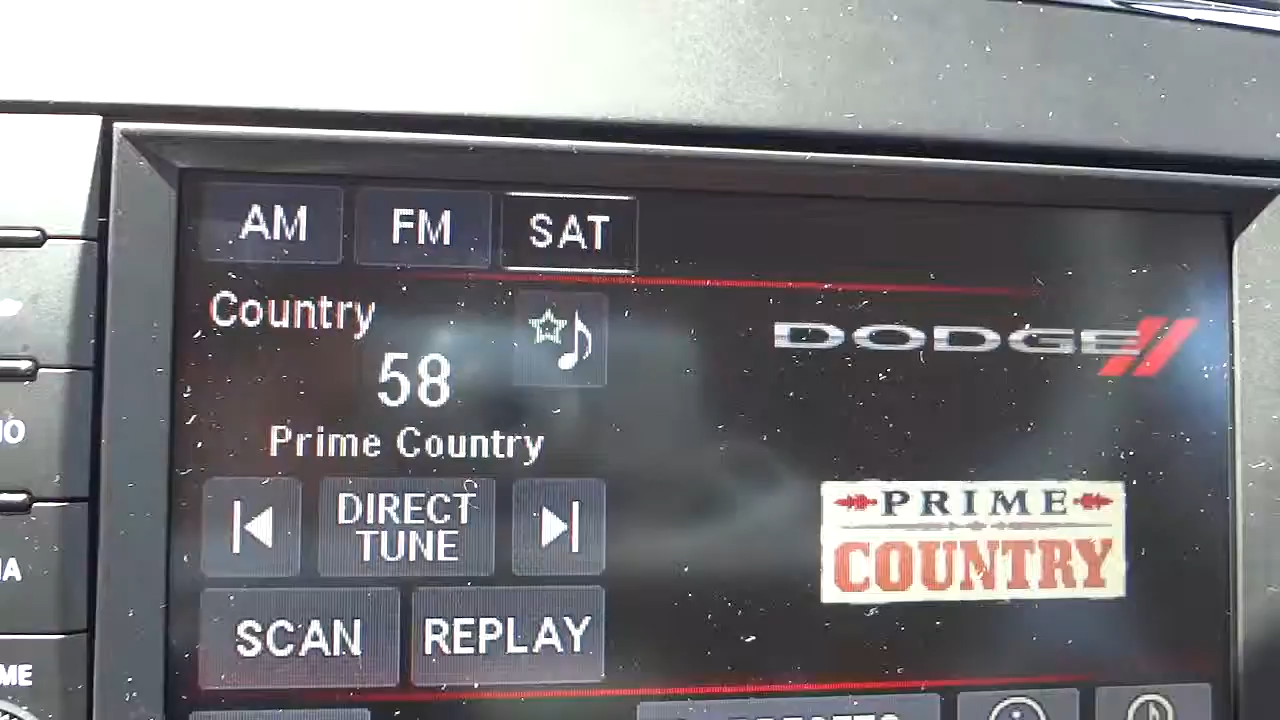 AM FM SAT
Country
58
Prime Country
DODGE
DIRECT
TUNE
PRIME
COUNTRY
SCAN REPLAY